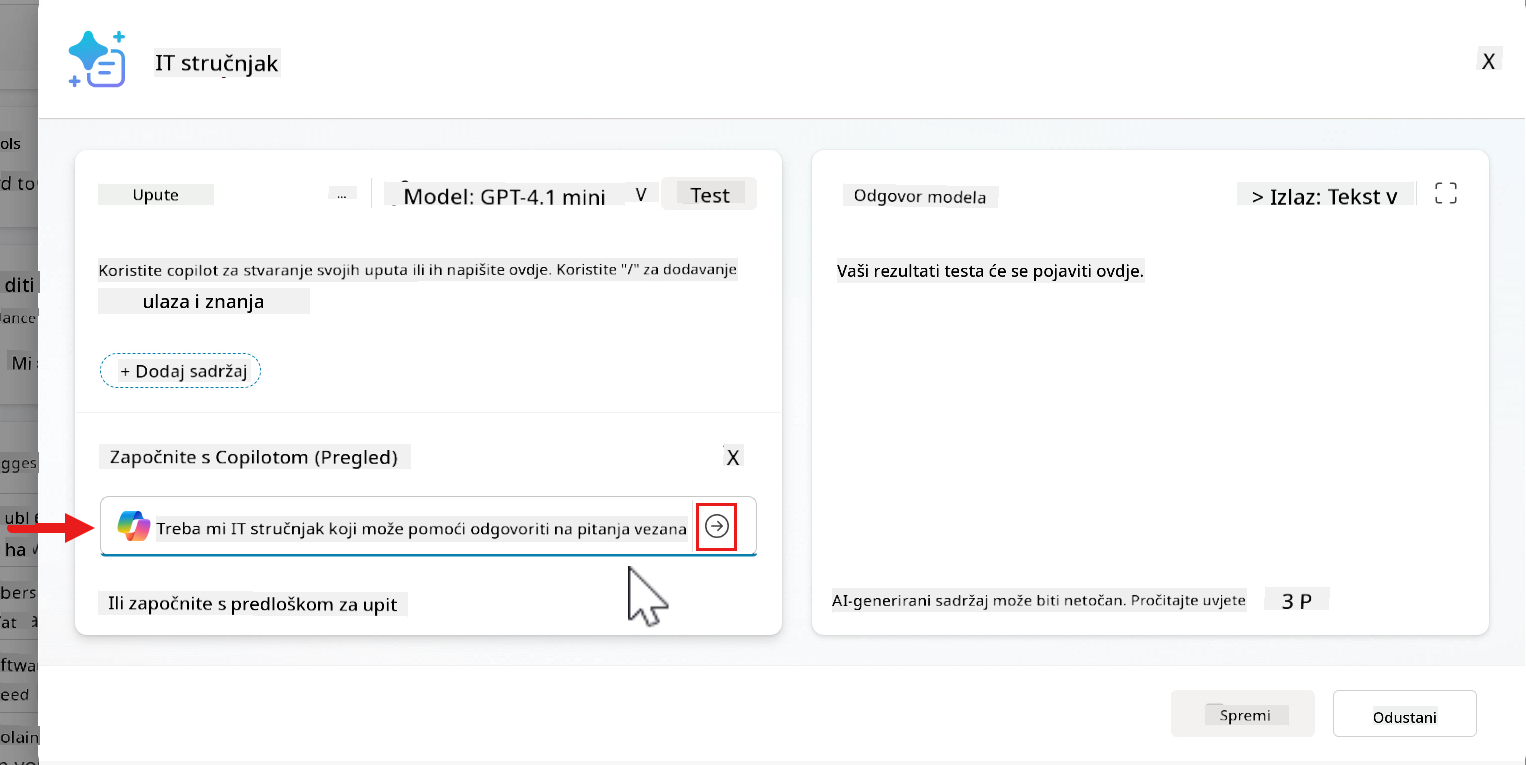 IT stručnjak
X
ols
d to
diti
Mi
ha
bers
at
eed
olain
Upute
...
Model: GPT-4.1 mini
V
Test
Koristite copilot za stvaranje svojih uputa ili ih napišite ovdje. Koristite "/" za dodavanje
ulaza i znanja
+ Dodaj sadržaj
Započnite s Copilotom (Pregled)
X
Treba mi IT stručnjak koji može pomoći odgovoriti na pitanja vezana
Ili započnite s predloškom za upit
Odgovor modela
> Izlaz: Tekst v
Vaši rezultati testa će se pojaviti ovdje.
AI-generirani sadržaj može biti netočan. Pročitajte uvjete
3 P
Spremi
Odustani